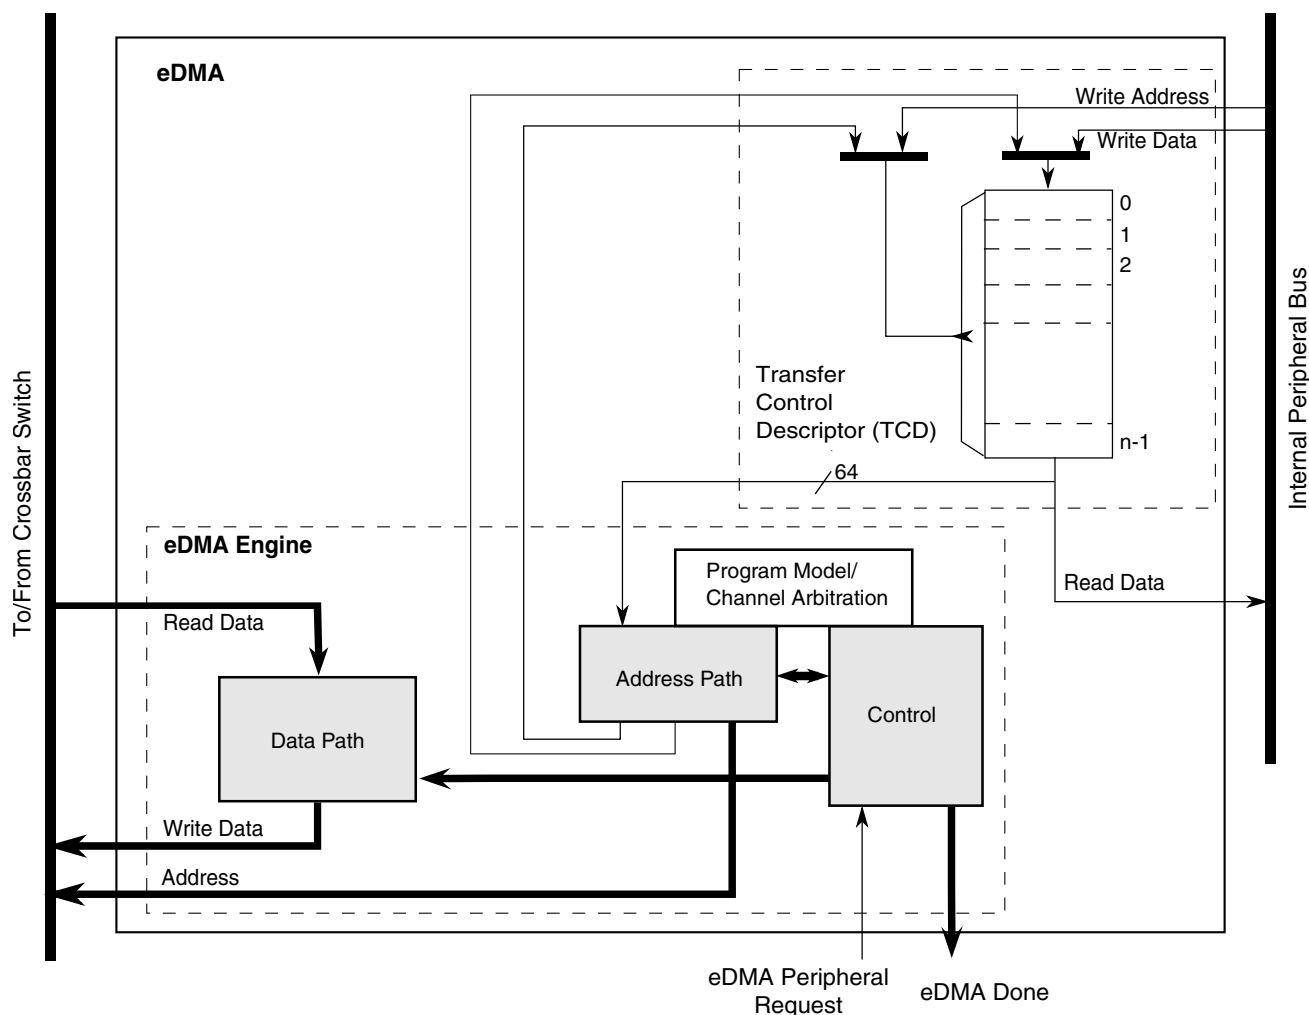 eDMA
Write Address
Write Data
0
1
2
n-1
Transfer
Control
Descriptor (TCD)
64
To/From Crossbar Switch
Internal Peripheral Bus
eDMA Engine
Program Model/
Channel Arbitration
Read Data
Read Data
Address Path
Control
Data Path
Write Data
Address
eDMA Peripheral
Request
eDMA Done